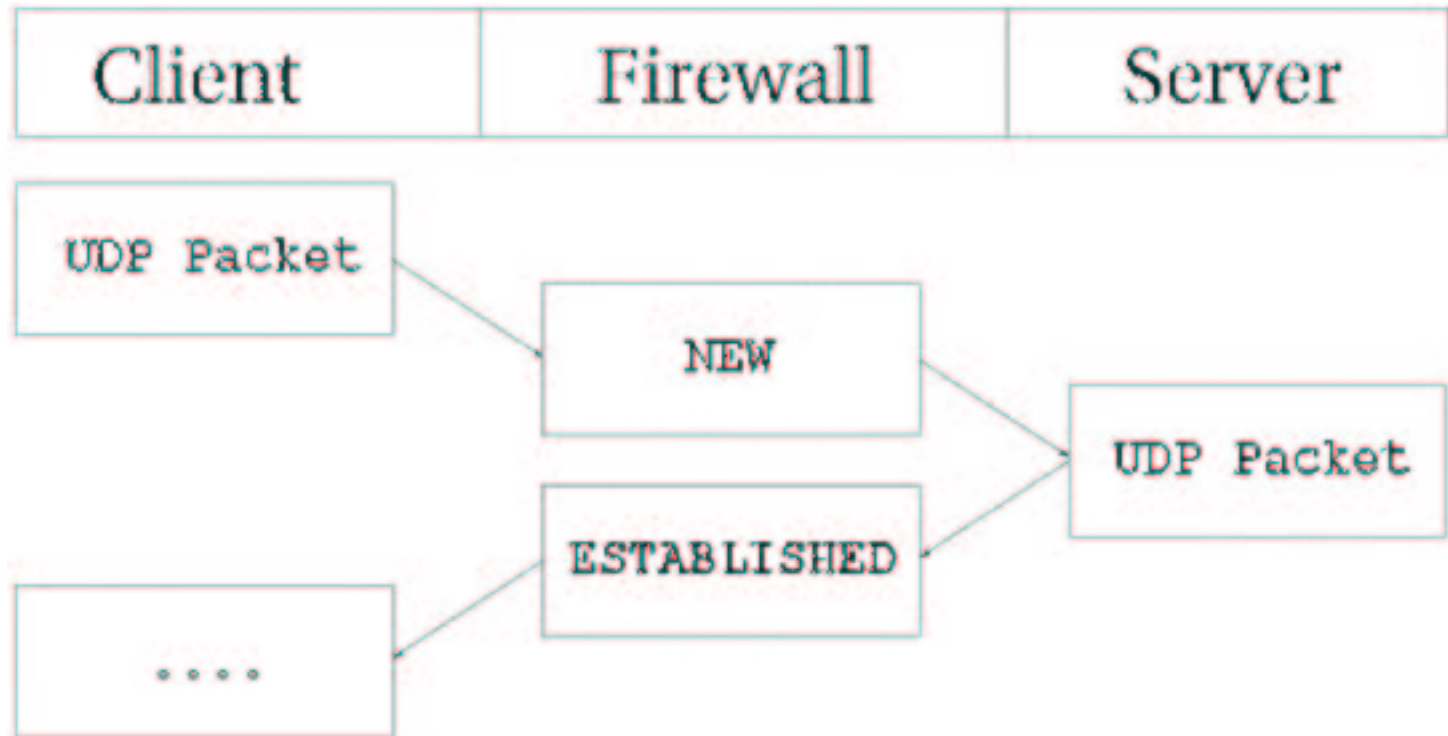 Client Firewall Server
UDP Packet
NEW
UDP Packet
ESTABLISHED
....